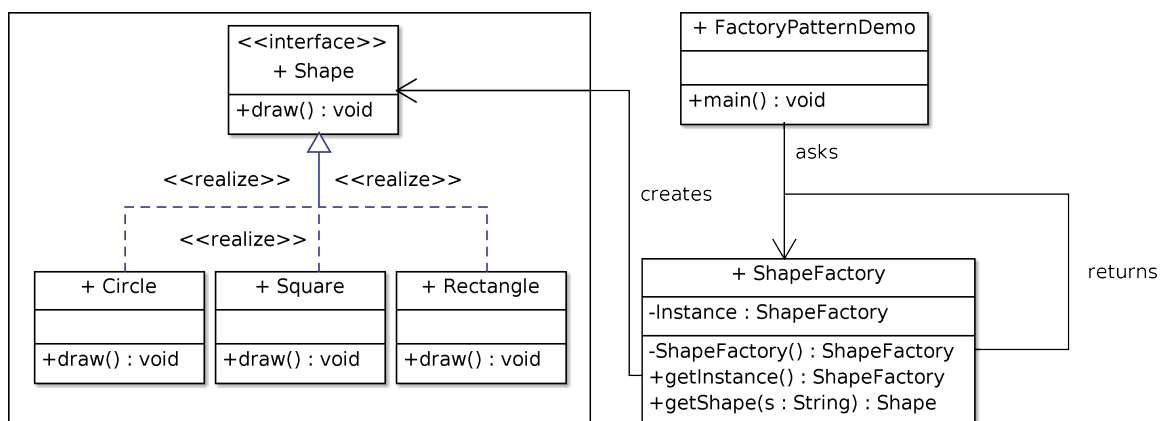 <<interface>>
+ Shape
+draw() : void
<<realize>>
<<realize>>
<<realize>>
+ Circle
+draw() : void
+ Square
+draw() : void
+ Rectangle
+draw() : void
+ FactoryPatternDemo
+main() : void
asks
creates
returns
+ ShapeFactory
-Instance : ShapeFactory
-ShapeFactory() : ShapeFactory
+getInstance() : ShapeFactory
+getShape(s : String) : Shape